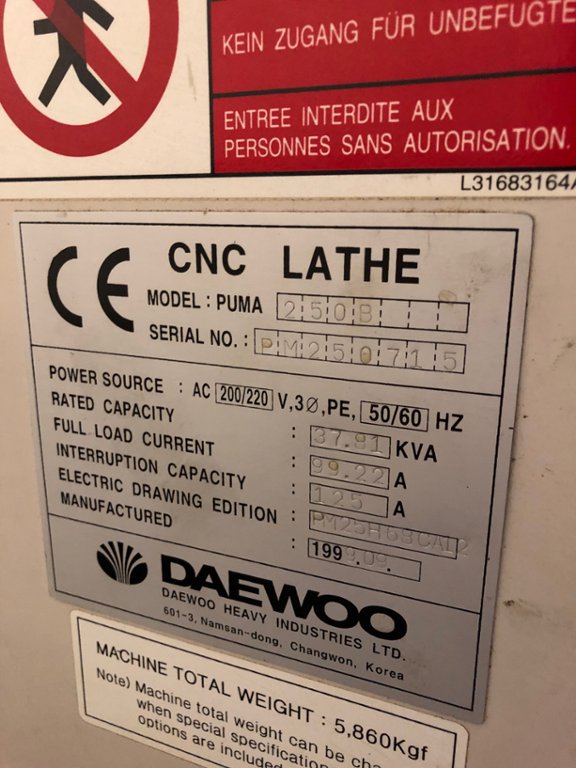 KEIN ZUGANG FÜR UNBEFUGTE
ENTREE INTERDITE AUX
PERSONNES SANS AUTORISATION.
L31683164A
CE CNC LATHE
MODEL : PUMA 250B
SERIAL NO. : PM250715
POWER SOURCE : AC 200/220 V,3Ø,PE, 50/60 HZ
RATED CAPACITY : 37.81 KVA
FULL LOAD CURRENT : 99.22 A
INTERRUPTION CAPACITY : 125 A
ELECTRIC DRAWING EDITION :
MANUFACTURED : 1999.09.
DAEWOO
DAEWOO HEAVY INDUSTRIES LTD.
601-3, Namsan-dong, Changwon, Korea
MACHINE TOTAL WEIGHT : 5,860Kgf
Note) Machine total weight can be cha
when special specification
options are included